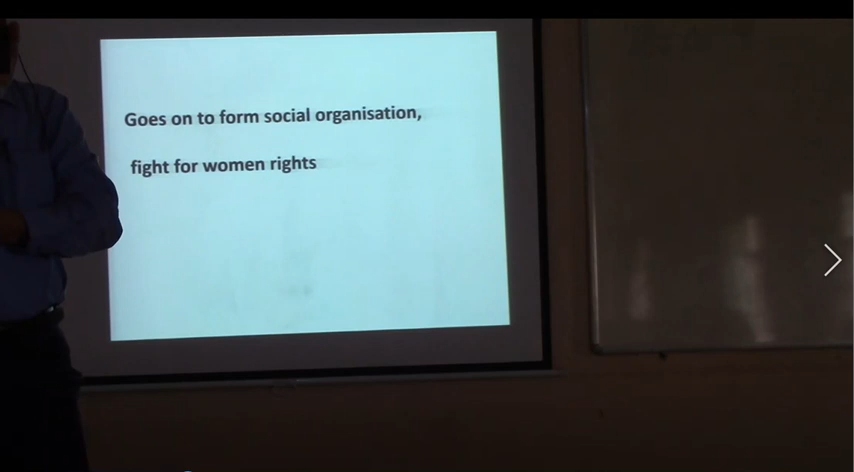 Goes on to form social organisation,
fight for women rights